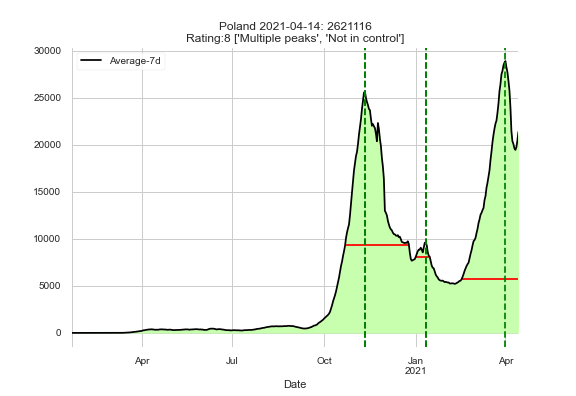 Poland 2021-04-14: 2621116
Rating:8 ['Multiple peaks', 'Not in control']
30000
Average-7d
25000
20000
15000
10000
5000
0
Apr
Jul
Oct
Jan
2021
Apr
Date